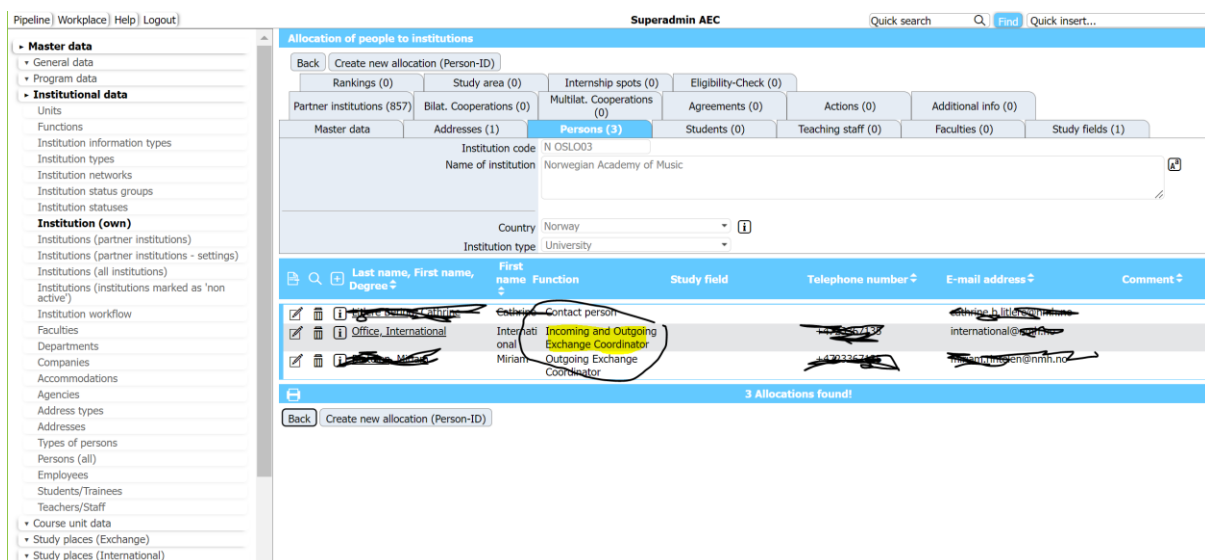 Pipeline Workplace Help Logout
Superadmin AEC
Quick search Find Quick insert...
Master data
General data
Program data
Institutional data
Units
Functions
Institution information types
Institution types
Institution networks
Institution status groups
Institution statuses
Institution (own)
Institutions (partner institutions)
Institutions (partner institutions - settings)
Institutions (all institutions)
Institutions (institutions marked as 'non
active')
Institution workflow
Faculties
Departments
Companies
Accommodations
Agencies
Address types
Addresses
Types of persons
Persons (all)
Employees
Students/Trainees
Teachers/Staff
Course unit data
Study places (Exchange)
Study places (International)
Allocation of people to institutions
Back Create new allocation (Person-ID)
Rankings (0) Study area (0) Internship spots (0) Eligibility-Check (0)
Partner institutions (857) Bilat. Cooperations (0) Multilat. Cooperations (0) Agreements (0) Actions (0) Additional info (0)
Master data Addresses (1) Persons (3) Students (0) Teaching staff (0) Faculties (0) Study fields (1)
Institution code N OSLO03
Name of institution Norwegian Academy of Music
Country Norway
Institution type University
Last name, First name, Degree First name Function Study field Telephone number E-mail address Comment
Contact person
Office, International Internati onal Incoming and Outgoing Exchange Coordinator
Miriam Outgoing Exchange Coordinator
3 Allocations found!
Back Create new allocation (Person-ID)